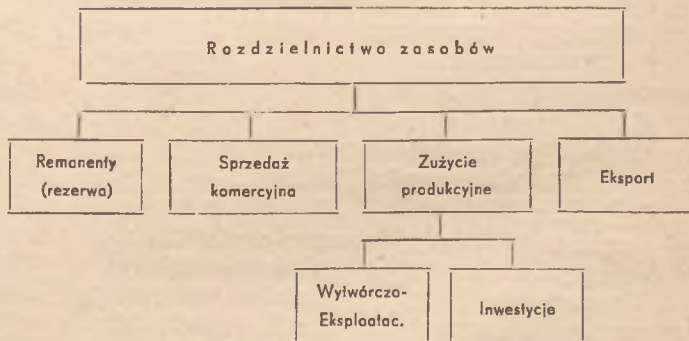 Rozdzielnictwo zasobów
Remanenty
(rezerwa)
Sprzedaż
komercyjna
Zużycie
produkcyjne
Eksport
Wytwórczo-
Eksploatac.
Inwestycje